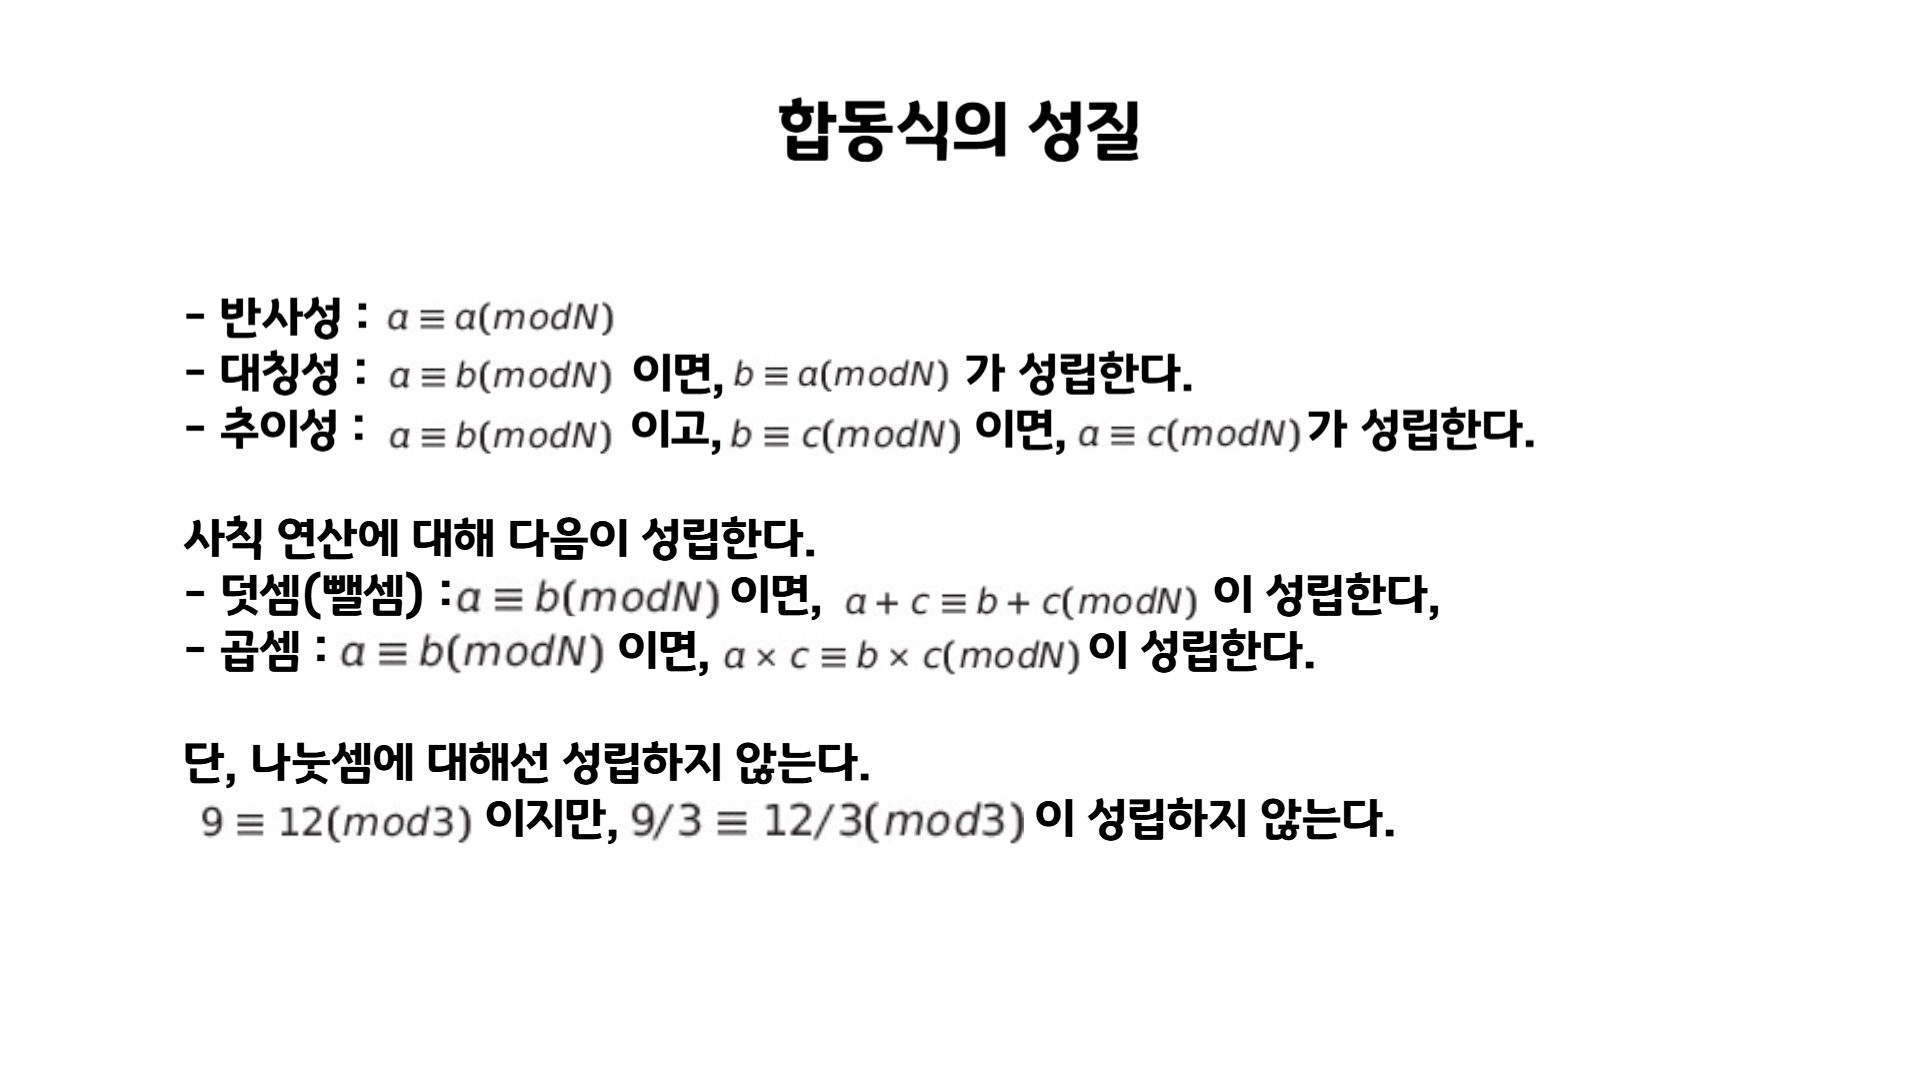 합동식의 성질
- 반사성 : a ≡ a(modN)
- 대칭성 : a ≡ b(modN) 이면, b ≡ a(modN) 가 성립한다.
- 추이성 : a ≡ b(modN) 이고, b ≡ c(modN) 이면, a ≡ c(modN)가 성립한다.
사칙 연산에 대해 다음이 성립한다.
- 덧셈(뺄셈) :a ≡ b(modN) 이면, a + c ≡ b + c(modN) 이 성립한다,
- 곱셈 : a ≡ b(modN) 이면, a × c ≡ b × c(modN)이 성립한다.
단, 나눗셈에 대해선 성립하지 않는다.
9 ≡ 12(mod3) 이지만, 9/3 ≡ 12/3(mod3)이 성립하지 않는다.